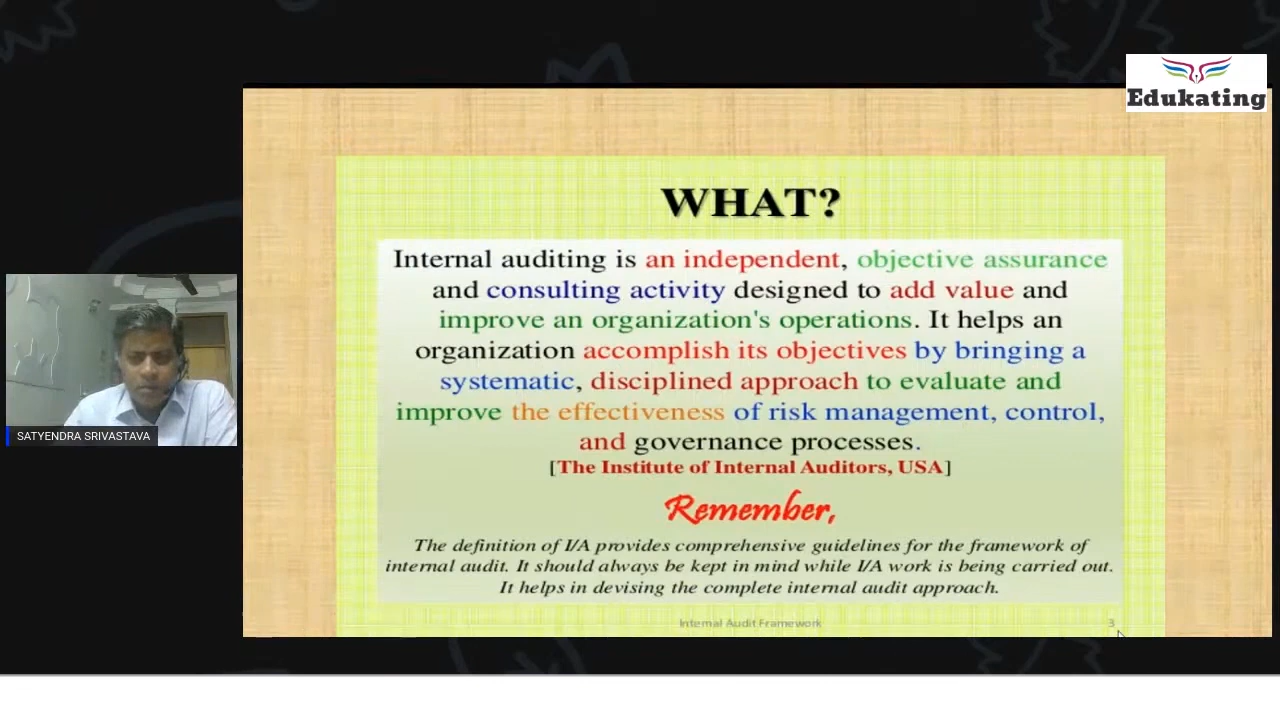 Edukating
WHAT?
Internal auditing is an independent, objective assurance
and consulting activity designed to add value and
improve an organization's operations. It helps an
organization accomplish its objectives by bringing a
systematic, disciplined approach to evaluate and
improve the effectiveness of risk management, control,
and governance processes.
[The Institute of Internal Auditors, USA]
Remember,
The definition of I/A provides comprehensive guidelines for the framework of
internal audit. It should always be kept in mind while I/A work is being carried out.
It helps in devising the complete internal audit approach.
Internal Audit Framework 3
SATYENDRA SRIVASTAVA